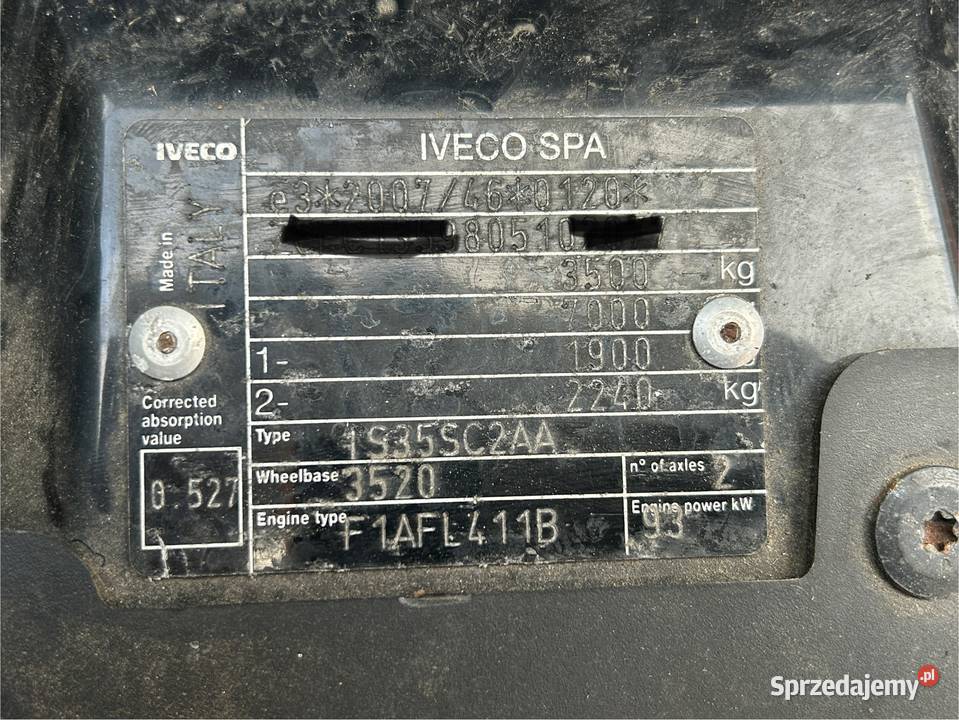 IVECO
IVECO SPA
e3*2007/46*0120*
80510
Made in
ITALY
3500 kg
7000
1- 1900
2- 2240 kg
Corrected
absorption
value
0.527
Type 1S35SC2AA
Wheelbase 3520
n° of axles 2
Engine type F1AFL411B
Engine power kW 93
Sprzedajemy.pl